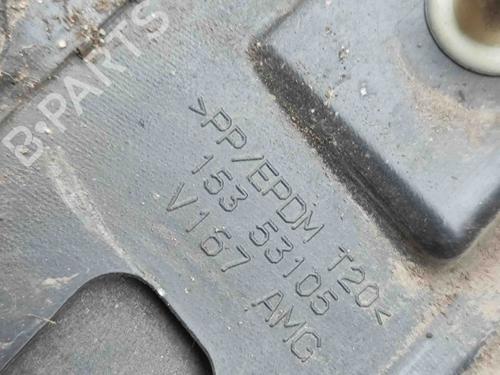 B-PARTS
>PP/EPDM T20<
153 53105
V167 AMG